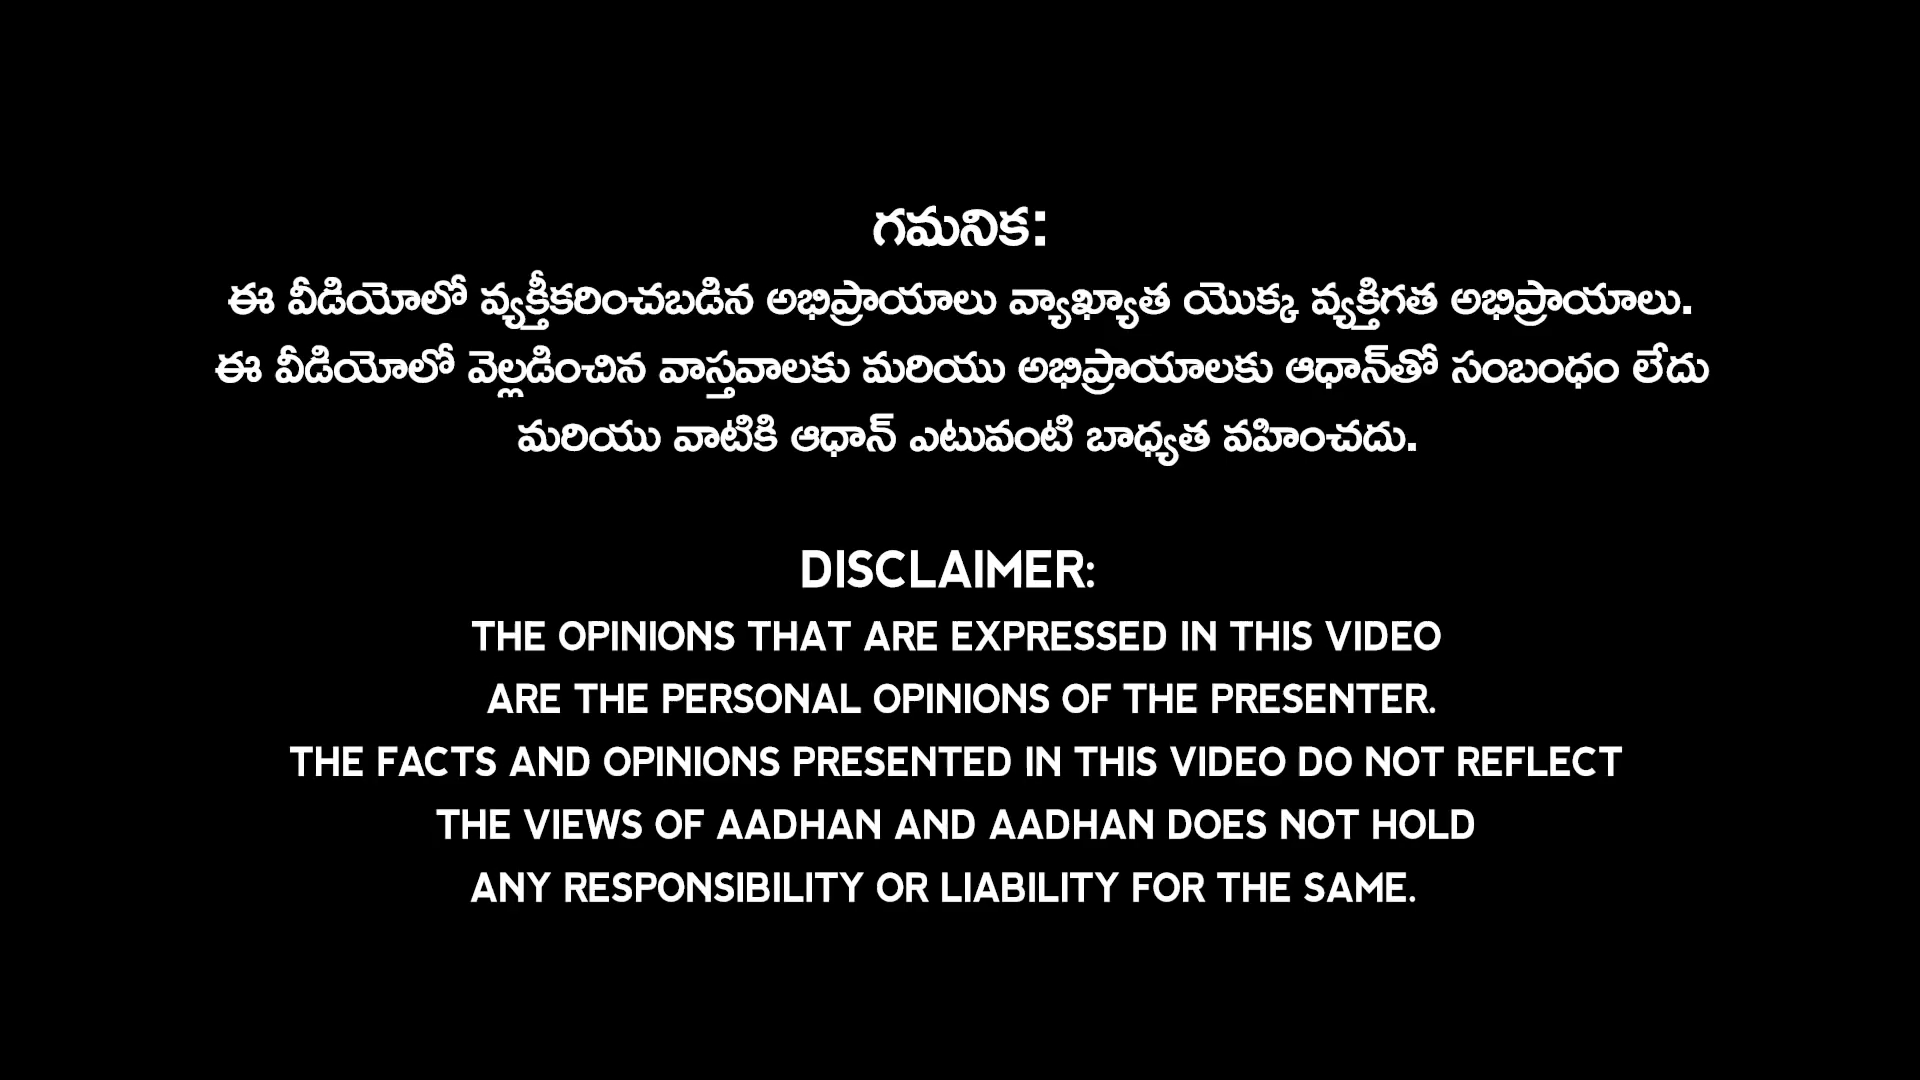 గమనిక:
ఈ వీడియోలో వ్యక్తీకరించబడిన అభిప్రాయాలు వ్యాఖ్యాత యొక్క వ్యక్తిగత అభిప్రాయాలు.
ఈ వీడియోలో వెల్లడించిన వాస్తవాలకు మరియు అభిప్రాయాలకు ఆధాన్‌తో సంబంధం లేదు
మరియు వాటికి ఆధాన్ ఎటువంటి బాధ్యత వహించదు.
DISCLAIMER:
THE OPINIONS THAT ARE EXPRESSED IN THIS VIDEO
ARE THE PERSONAL OPINIONS OF THE PRESENTER.
THE FACTS AND OPINIONS PRESENTED IN THIS VIDEO DO NOT REFLECT
THE VIEWS OF AADHAN AND AADHAN DOES NOT HOLD
ANY RESPONSIBILITY OR LIABILITY FOR THE SAME.